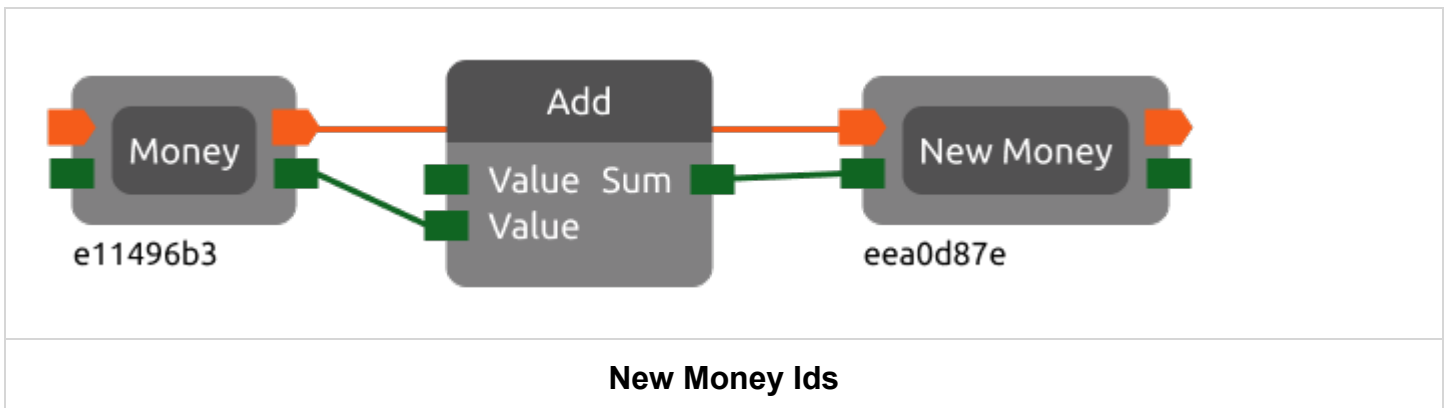 Add
Money
Value Sum
Value
New Money
e11496b3
eea0d87e
New Money Ids